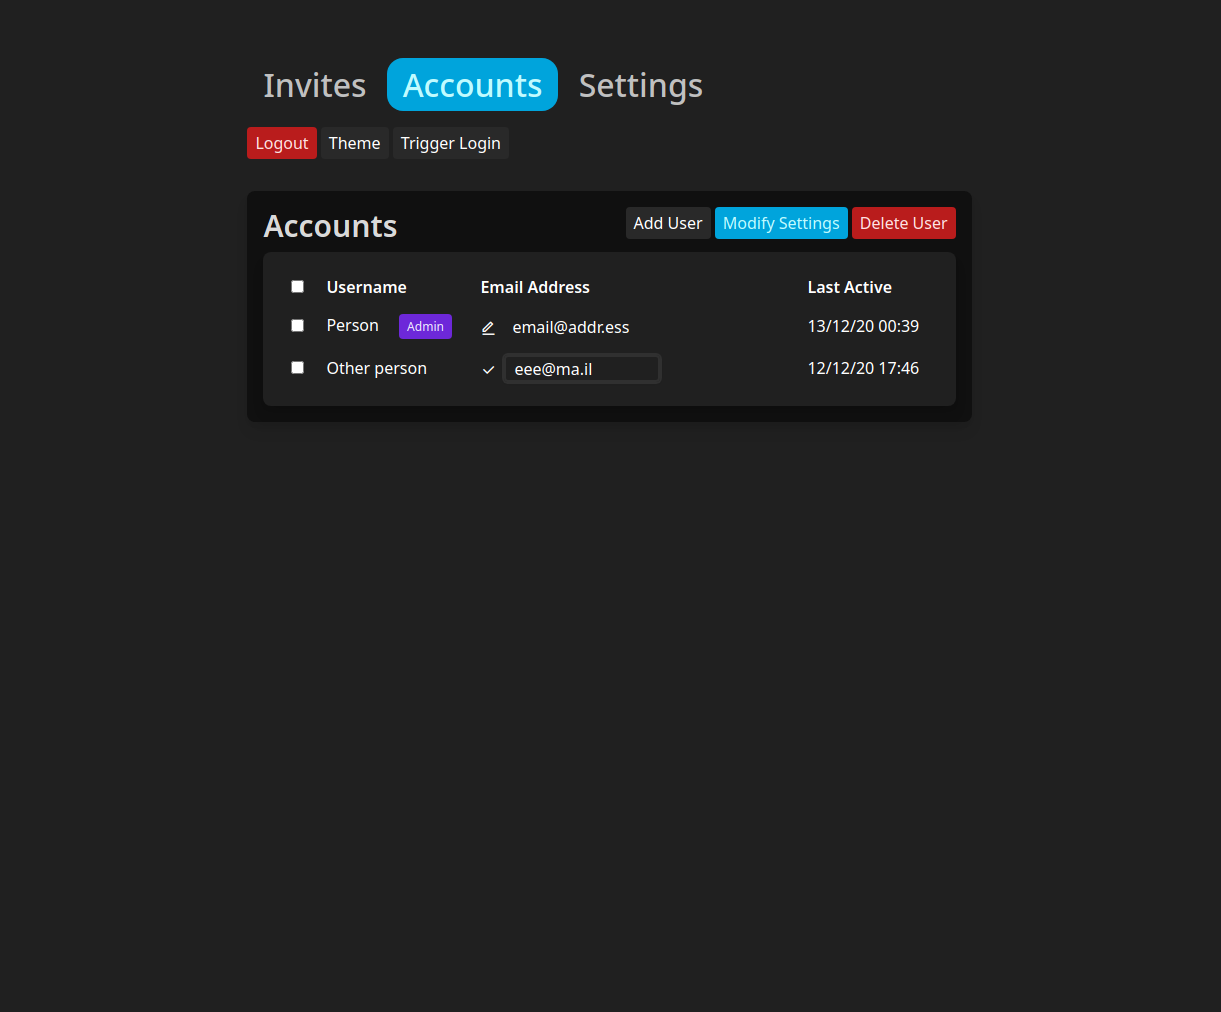 Invites Accounts Settings
Logout Theme Trigger Login
Accounts Add User Modify Settings Delete User
Username Email Address Last Active
Person Admin email@addr.ess 13/12/20 00:39
Other person eee@ma.il 12/12/20 17:46